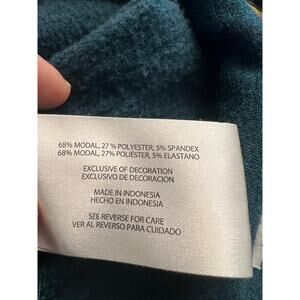 68% MODAL, 27 % POLYESTER, 5% SPANDEX
68% MODAL, 27% POLIÉSTER, 5% ELASTANO
EXCLUSIVE OF DECORATION
EXCLUSIVO DE DECORACION
MADE IN INDONESIA
HECHO EN INDONESIA
SEE REVERSE FOR CARE
VER AL REVERSO PARA CUIDADO